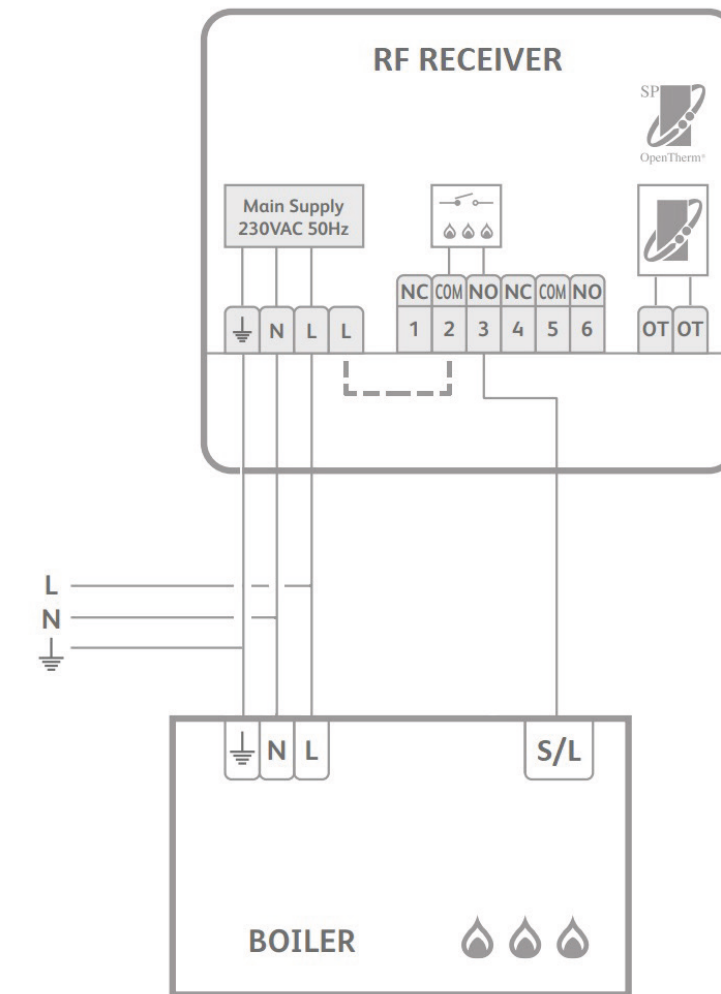 RF RECEIVER
SP
OpenTherm®
Main Supply
230VAC 50Hz
NC COM NO NC COM NO
N L L 1 2 3 4 5 6 OT OT
L
N
N L S/L
BOILER